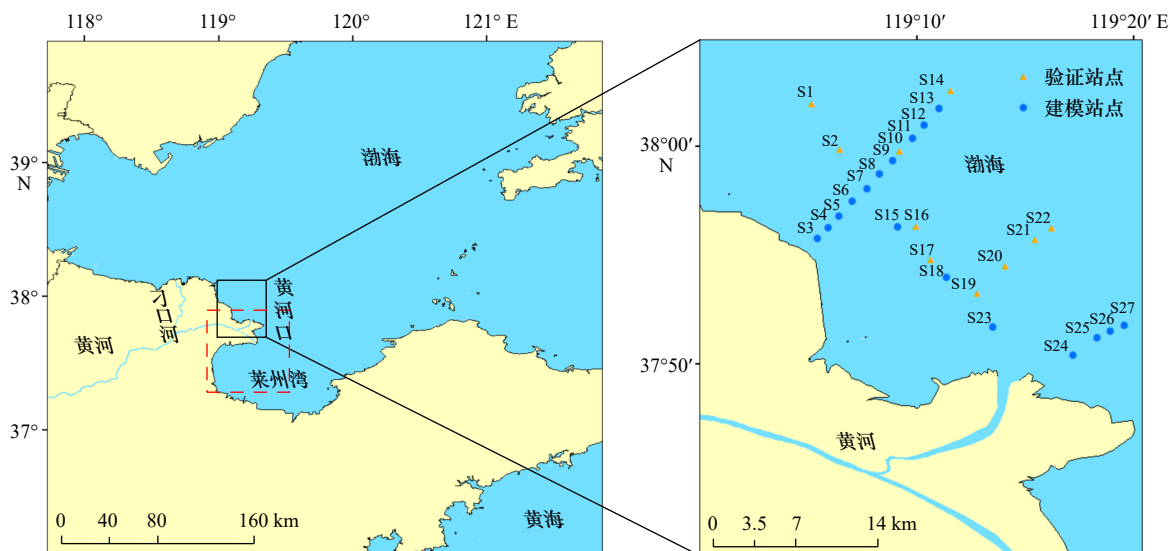 118°
119°
120°
121° E
39°
N
38°
37°
渤海
黄河口
刁口河
黄河
莱州湾
黄海
0 40 80 160 km
119°10′
119°20′ E
38°00′
N
37°50′
验证站点
建模站点
S14
S13
S12
S11
S10
S9
S8
S7
S6
S5
S4
S3
S1
S2
渤海
S15
S16
S17
S18
S19
S20
S21
S22
S23
S24
S25
S26
S27
黄河
0 3.5 7 14 km